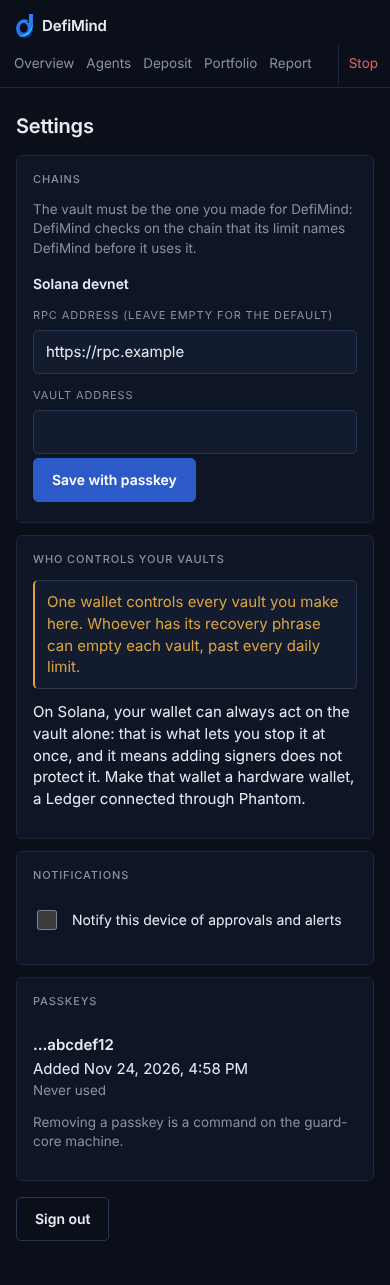 DefiMind
Overview Agents Deposit Portfolio Report Stop
Settings
CHAINS
The vault must be the one you made for DefiMind:
DefiMind checks on the chain that its limit names
DefiMind before it uses it.
Solana devnet
RPC ADDRESS (LEAVE EMPTY FOR THE DEFAULT)
https://rpc.example
VAULT ADDRESS
Save with passkey
WHO CONTROLS YOUR VAULTS
One wallet controls every vault you make
here. Whoever has its recovery phrase
can empty each vault, past every daily
limit.
On Solana, your wallet can always act on the
vault alone: that is what lets you stop it at
once, and it means adding signers does not
protect it. Make that wallet a hardware wallet,
a Ledger connected through Phantom.
NOTIFICATIONS
Notify this device of approvals and alerts
PASSKEYS
...abcdef12
Added Nov 24, 2026, 4:58 PM
Never used
Removing a passkey is a command on the guard-
core machine.
Sign out